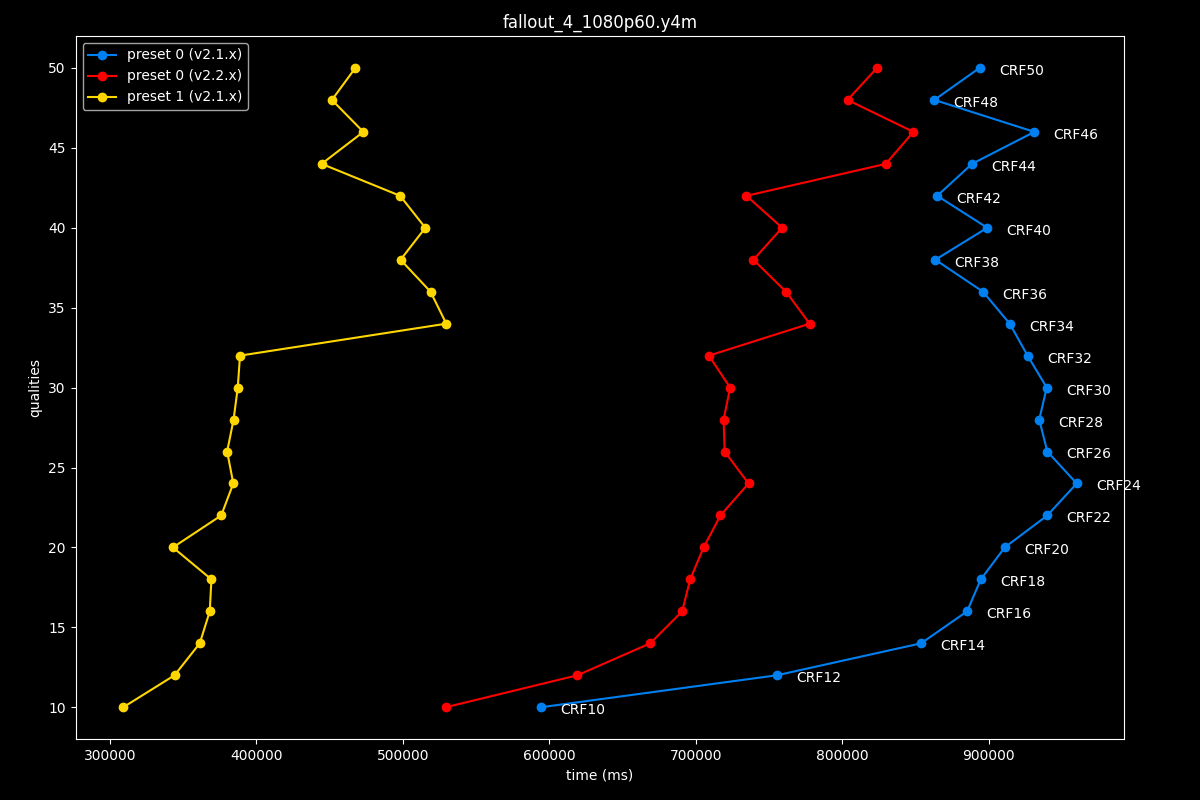 fallout_4_1080p60.y4m
preset 0 (v2.1.x)
preset 0 (v2.2.x)
preset 1 (v2.1.x)
50
45
40
35
30
25
20
15
10
qualities
CRF50
CRF48
CRF46
CRF44
CRF42
CRF40
CRF38
CRF36
CRF34
CRF32
CRF30
CRF28
CRF26
CRF24
CRF22
CRF20
CRF18
CRF16
CRF14
CRF12
CRF10
300000 400000 500000 600000 700000 800000 900000
time (ms)